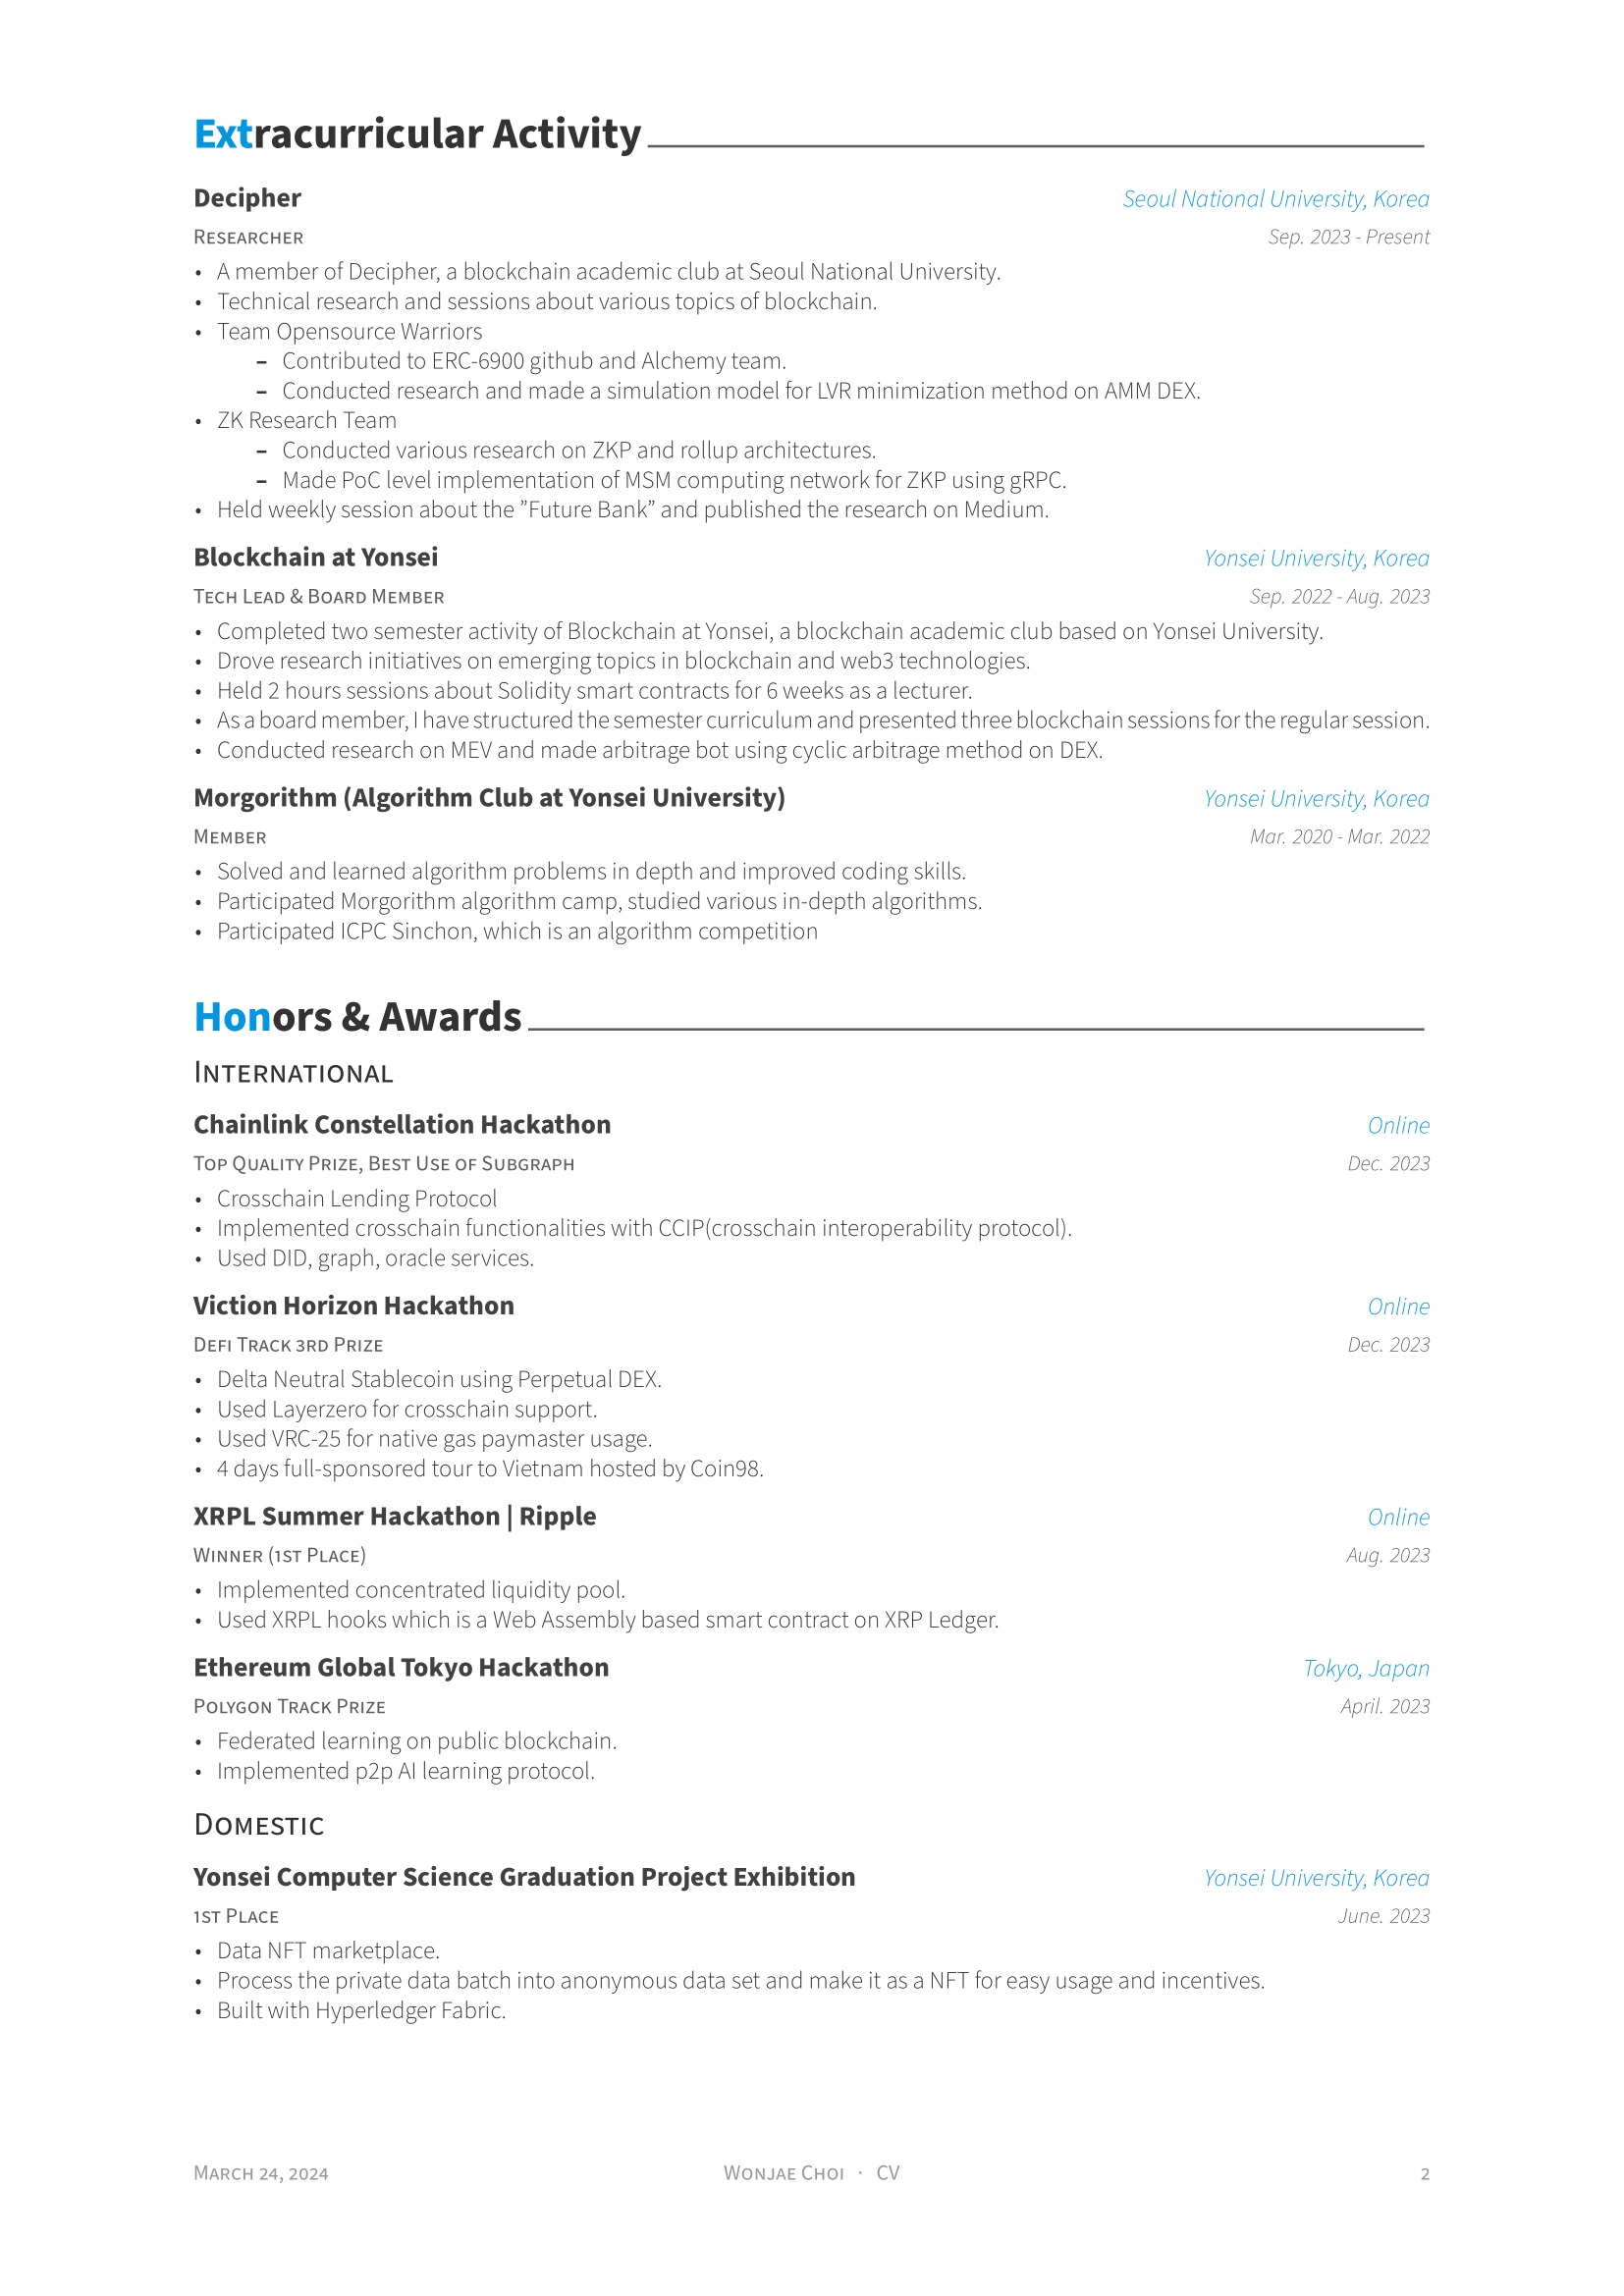 Extracurricular Activity
Decipher Seoul National University, Korea
Researcher Sep. 2023 - Present
• A member of Decipher, a blockchain academic club at Seoul National University.
• Technical research and sessions about various topics of blockchain.
• Team Opensource Warriors
– Contributed to ERC-6900 github and Alchemy team.
– Conducted research and made a simulation model for LVR minimization method on AMM DEX.
• ZK Research Team
– Conducted various research on ZKP and rollup architectures.
– Made PoC level implementation of MSM computing network for ZKP using gRPC.
• Held weekly session about the ”Future Bank” and published the research on Medium.
Blockchain at Yonsei Yonsei University, Korea
Tech Lead & Board Member Sep. 2022 - Aug. 2023
• Completed two semester activity of Blockchain at Yonsei, a blockchain academic club based on Yonsei University.
• Drove research initiatives on emerging topics in blockchain and web3 technologies.
• Held 2 hours sessions about Solidity smart contracts for 6 weeks as a lecturer.
• As a board member, I have structured the semester curriculum and presented three blockchain sessions for the regular session.
• Conducted research on MEV and made arbitrage bot using cyclic arbitrage method on DEX.
Morgorithm (Algorithm Club at Yonsei University) Yonsei University, Korea
Member Mar. 2020 - Mar. 2022
• Solved and learned algorithm problems in depth and improved coding skills.
• Participated Morgorithm algorithm camp, studied various in-depth algorithms.
• Participated ICPC Sinchon, which is an algorithm competition
Honors & Awards
International
Chainlink Constellation Hackathon Online
Top Quality Prize, Best Use of Subgraph Dec. 2023
• Crosschain Lending Protocol
• Implemented crosschain functionalities with CCIP(crosschain interoperability protocol).
• Used DID, graph, oracle services.
Viction Horizon Hackathon Online
Defi Track 3rd Prize Dec. 2023
• Delta Neutral Stablecoin using Perpetual DEX.
• Used Layerzero for crosschain support.
• Used VRC-25 for native gas paymaster usage.
• 4 days full-sponsored tour to Vietnam hosted by Coin98.
XRPL Summer Hackathon | Ripple Online
Winner (1st Place) Aug. 2023
• Implemented concentrated liquidity pool.
• Used XRPL hooks which is a Web Assembly based smart contract on XRP Ledger.
Ethereum Global Tokyo Hackathon Tokyo, Japan
Polygon Track Prize April. 2023
• Federated learning on public blockchain.
• Implemented p2p AI learning protocol.
Domestic
Yonsei Computer Science Graduation Project Exhibition Yonsei University, Korea
1st Place June. 2023
• Data NFT marketplace.
• Process the private data batch into anonymous data set and make it as a NFT for easy usage and incentives.
• Built with Hyperledger Fabric.
March 24, 2024 Wonjae Choi · CV 2